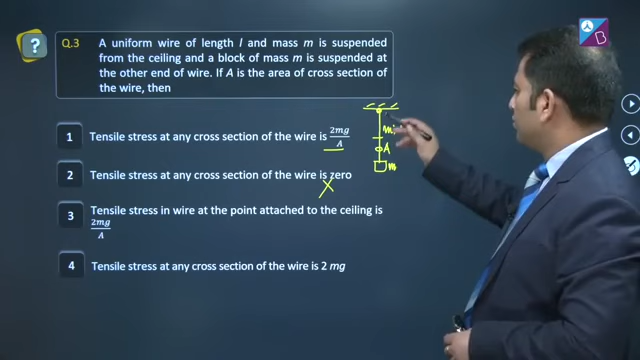 Q.3 A uniform wire of length l and mass m is suspended
from the ceiling and a block of mass m is suspended at
the other end of wire. If A is the area of cross section of
the wire, then
1 Tensile stress at any cross section of the wire is 2mg/A
2 Tensile stress at any cross section of the wire is zero
3 Tensile stress in wire at the point attached to the ceiling is
2mg/A
4 Tensile stress at any cross section of the wire is 2 mg
?
B
m
A
m